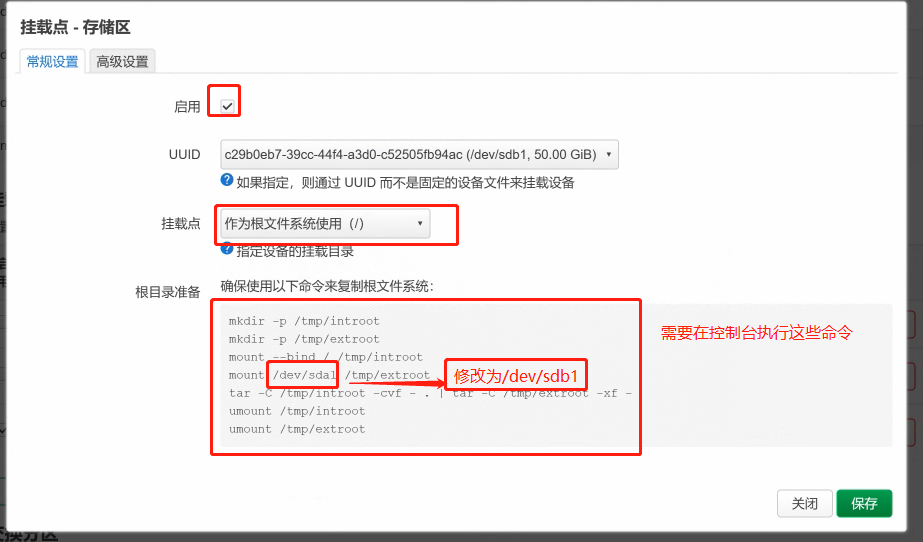 挂载点 - 存储区
常规设置 高级设置
启用
UUID c29b0eb7-39cc-44f4-a3d0-c52505fb94ac (/dev/sdb1, 50.00 GiB)
如果指定，则通过 UUID 而不是固定的设备文件来挂载设备
挂载点 作为根文件系统使用（/）
指定设备的挂载目录
根目录准备 确保使用以下命令来复制根文件系统：
mkdir -p /tmp/introot
mkdir -p /tmp/extroot
mount --bind / /tmp/introot
mount /dev/sda1 /tmp/extroot
tar -C /tmp/introot -cvf - . | tar -C /tmp/extroot -xf -
umount /tmp/introot
umount /tmp/extroot
需要在控制台执行这些命令
修改为/dev/sdb1
关闭 保存